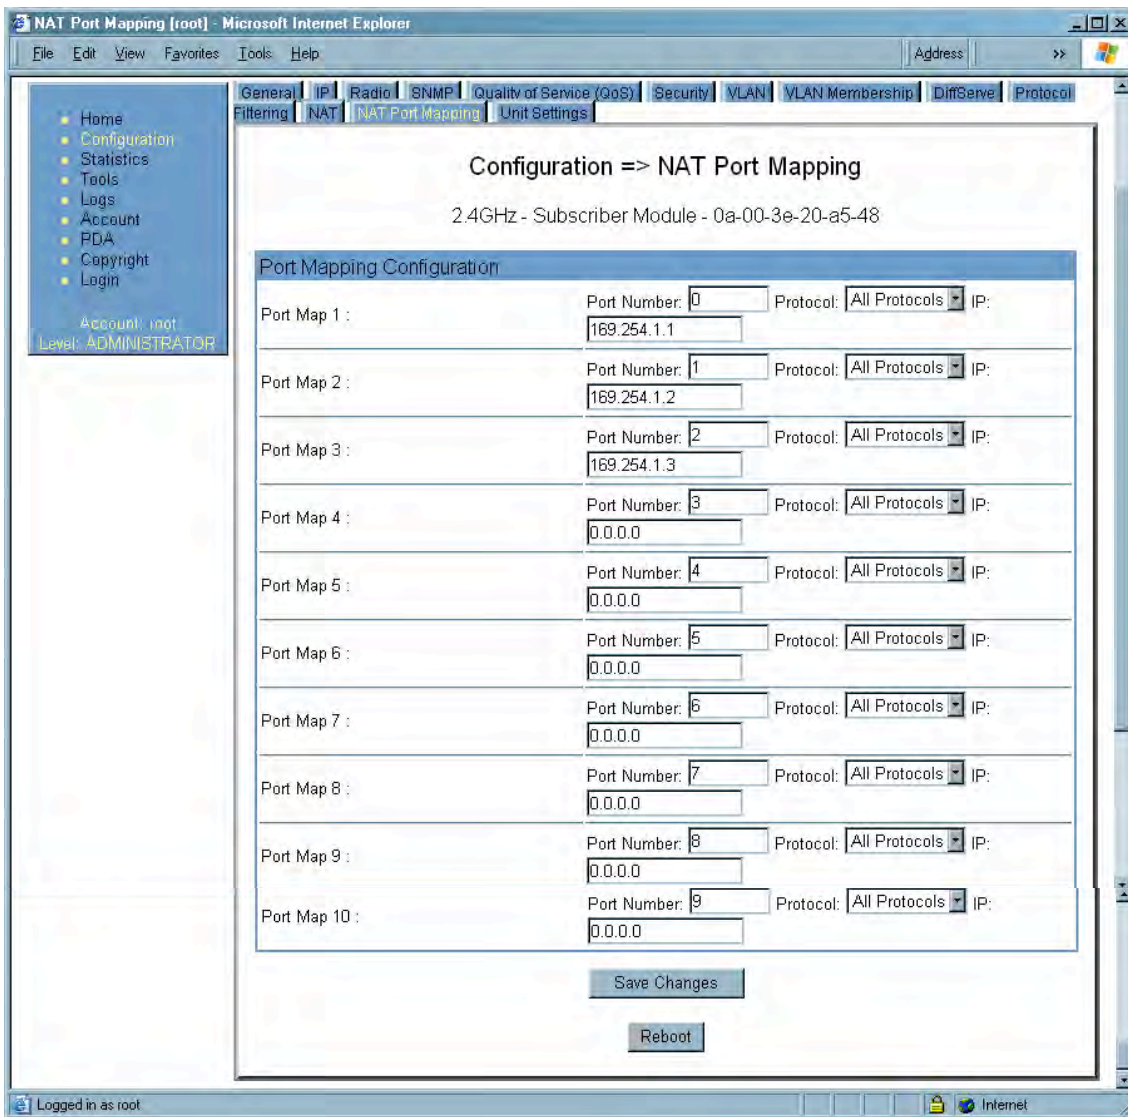 NAT Port Mapping [root] - Microsoft Internet Explorer
File Edit View Favorites Tools Help Address »
General IP Radio SNMP Quality of Service (QoS) Security VLAN VLAN Membership DiffServe Protocol
Filtering NAT NAT Port Mapping Unit Settings
Home
Configuration
Statistics
Tools
Logs
Account
PDA
Copyright
Login
Account: root
Level: ADMINISTRATOR
Configuration => NAT Port Mapping
2.4GHz - Subscriber Module - 0a-00-3e-20-a5-48
Port Mapping Configuration
Port Map 1 : Port Number: 0 Protocol: All Protocols IP:
169.254.1.1
Port Map 2 : Port Number: 1 Protocol: All Protocols IP:
169.254.1.2
Port Map 3 : Port Number: 2 Protocol: All Protocols IP:
169.254.1.3
Port Map 4 : Port Number: 3 Protocol: All Protocols IP:
0.0.0.0
Port Map 5 : Port Number: 4 Protocol: All Protocols IP:
0.0.0.0
Port Map 6 : Port Number: 5 Protocol: All Protocols IP:
0.0.0.0
Port Map 7 : Port Number: 6 Protocol: All Protocols IP:
0.0.0.0
Port Map 8 : Port Number: 7 Protocol: All Protocols IP:
0.0.0.0
Port Map 9 : Port Number: 8 Protocol: All Protocols IP:
0.0.0.0
Port Map 10 : Port Number: 9 Protocol: All Protocols IP:
0.0.0.0
Save Changes
Reboot
Logged in as root Internet